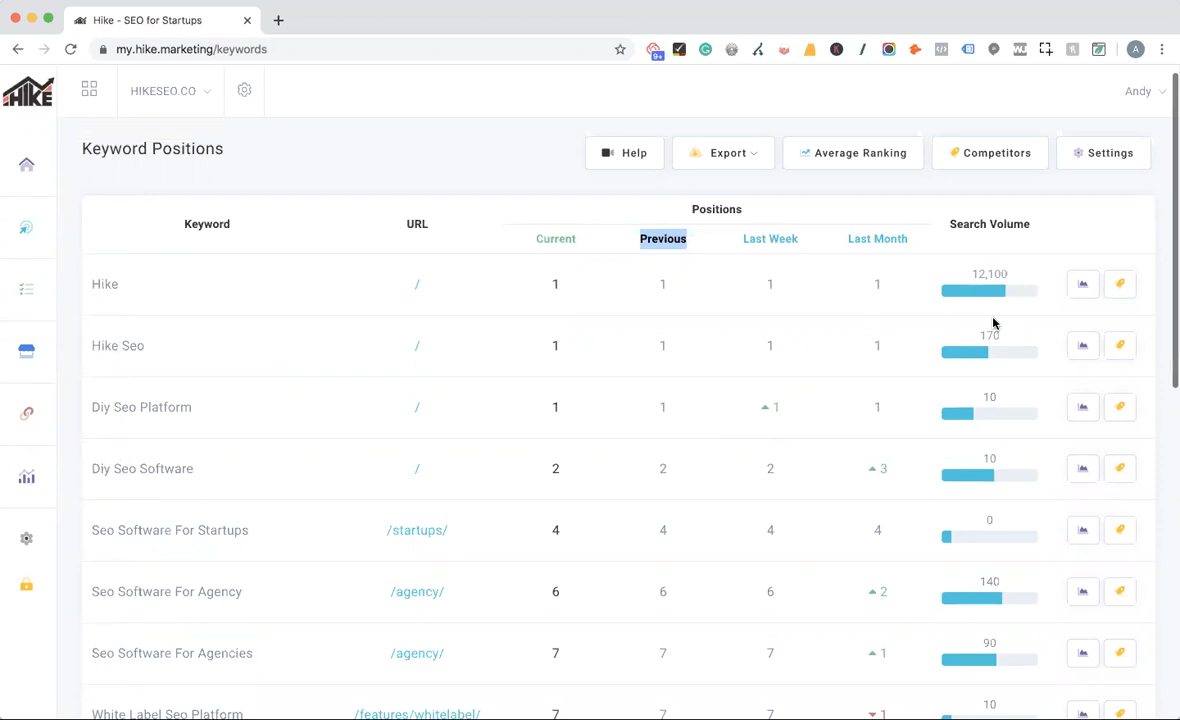 Hike - SEO for Startups
my.hike.marketing/keywords
9+
A
HIKE
HIKESEO.CO
Andy
Keyword Positions
Help
Export
Average Ranking
Competitors
Settings
Keyword
URL
Positions
Search Volume
Current
Previous
Last Week
Last Month
Hike / 1 1 1 1 12,100
Hike Seo / 1 1 1 1 170
Diy Seo Platform / 1 1 1 1 10
Diy Seo Software / 2 2 2 3 10
Seo Software For Startups /startups/ 4 4 4 4 0
Seo Software For Agency /agency/ 6 6 6 2 140
Seo Software For Agencies /agency/ 7 7 7 1 90
White Label Seo Platform /features/whitelabel/ 7 7 7 1 10